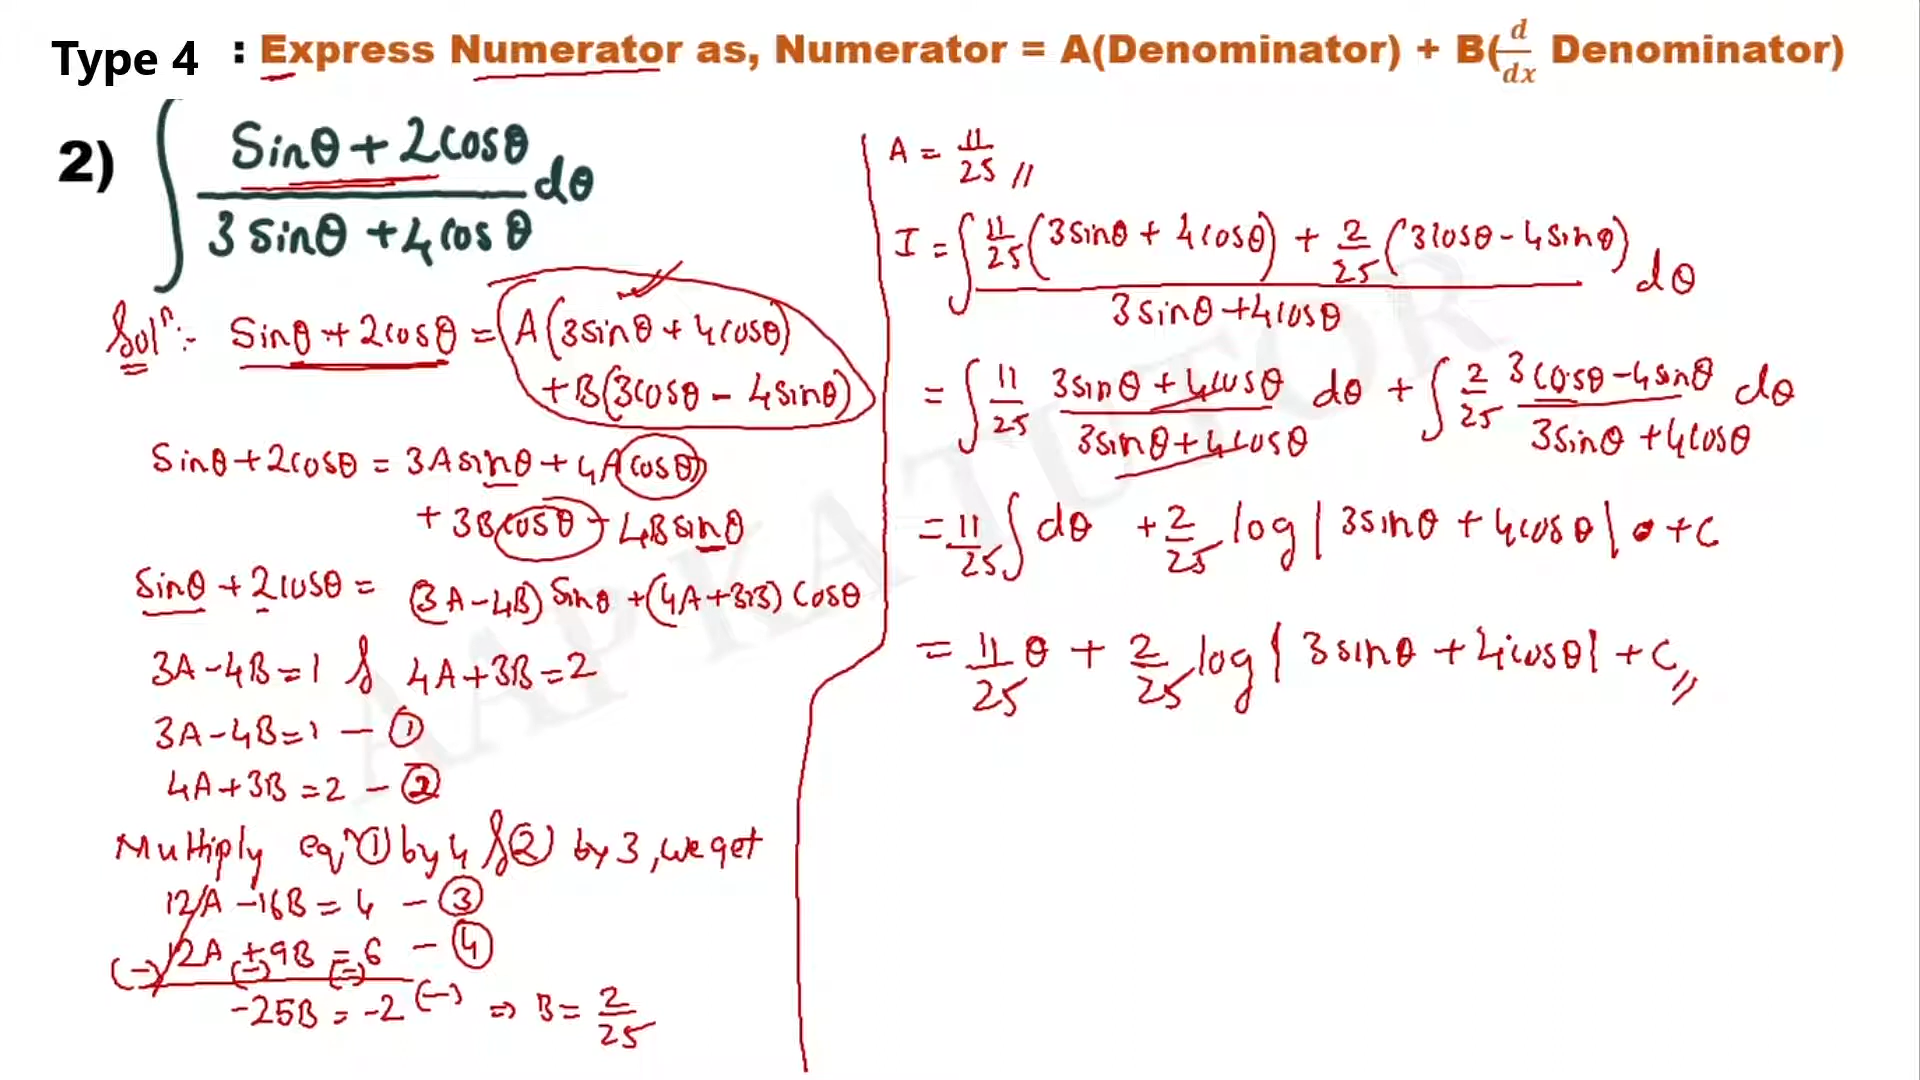 Type 4 : Express Numerator as, Numerator = A(Denominator) + B(d/dx Denominator)
2) ∫ (Sinθ + 2cosθ)/(3 sinθ + 4 cos θ) dθ
Solⁿ:- Sinθ + 2cosθ = A(3sinθ + 4cosθ)
+ B(3cosθ - 4sinθ)
Sinθ + 2cosθ = 3A sinθ + 4A cosθ
+ 3B cosθ - 4B sinθ
Sinθ + 2cosθ = (3A-4B) Sinθ + (4A+3B) Cosθ
3A-4B=1 & 4A+3B=2
3A-4B=1 — ①
4A+3B=2 — ②
Multiply eqⁿ ① by 4 & ② by 3, we get
12A -16B = 4 — ③
12A +9B = 6 — ④
(-) (-) (-)
-25B = -2 (-) ⇒ B = 2/25
A = 11/25 //
I = ∫ (11/25 (3sinθ + 4cosθ) + 2/25 (3cosθ - 4sinθ))/(3sinθ + 4cosθ) dθ
= ∫ 11/25 (3sinθ + 4cosθ)/(3sinθ + 4cosθ) dθ + ∫ 2/25 (3cosθ - 4sinθ)/(3sinθ + 4cosθ) dθ
= 11/25 ∫ dθ + 2/25 log | 3sinθ + 4cosθ | + C
= 11/25 θ + 2/25 log | 3sinθ + 4cosθ | + C //
AAP KA TUTOR